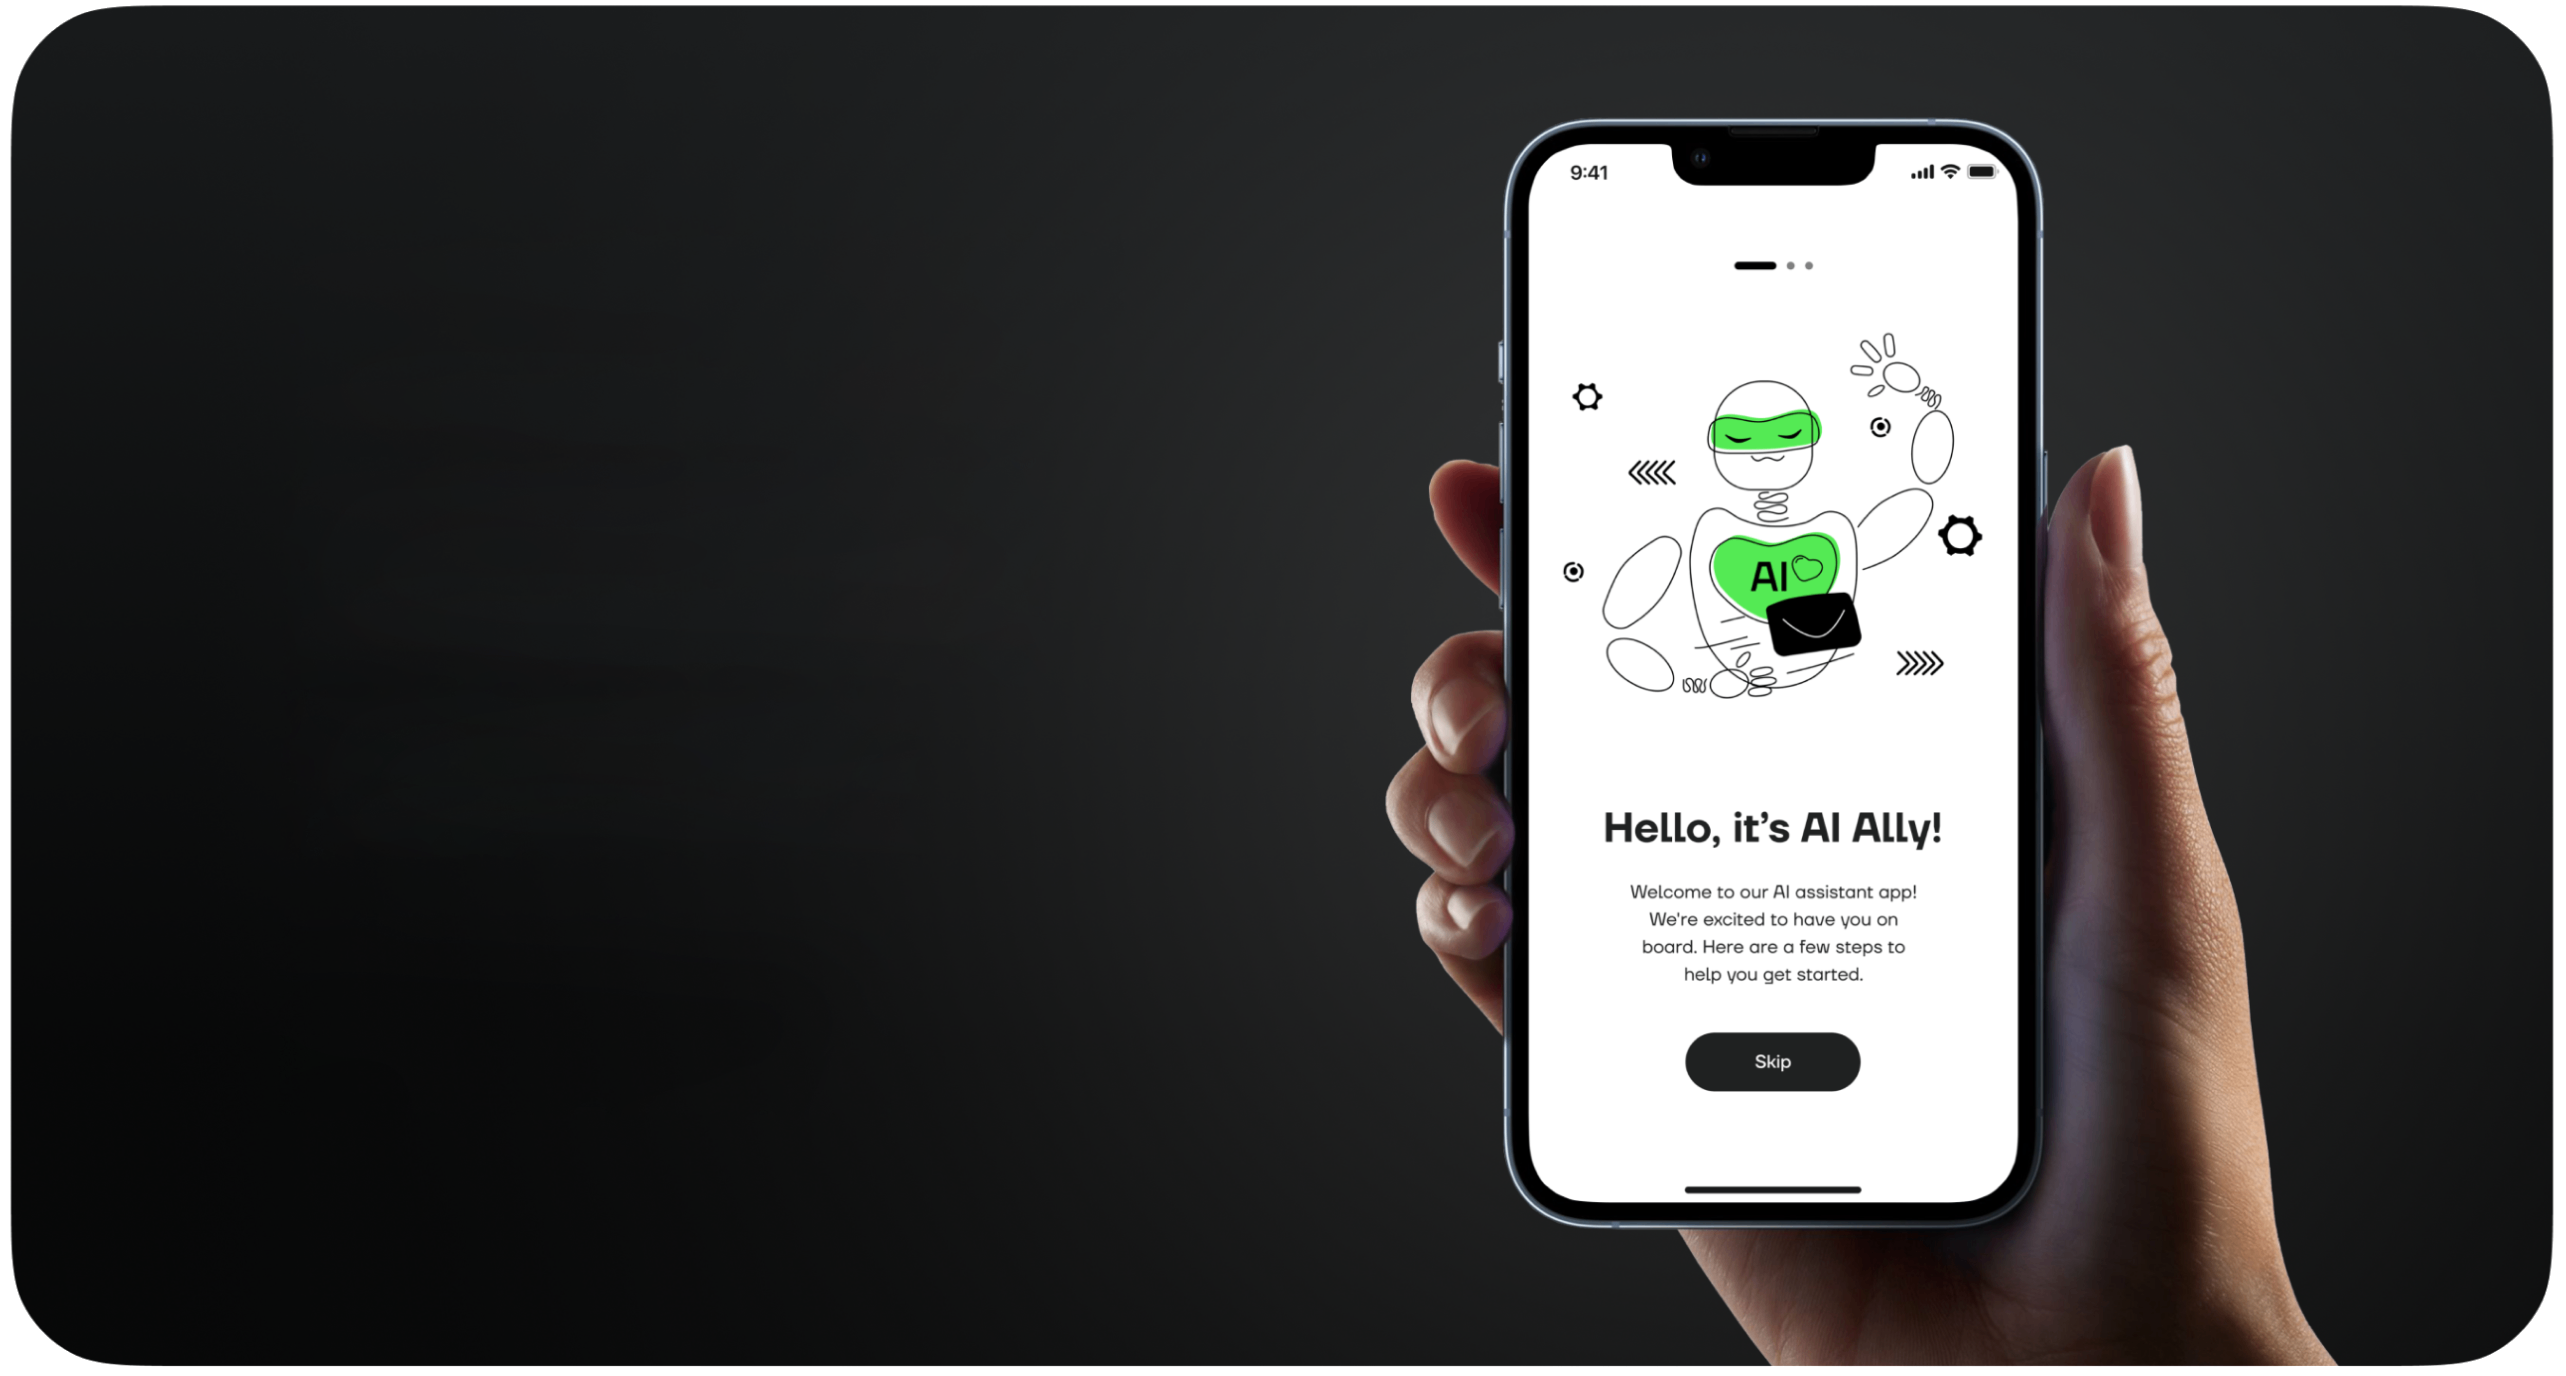 9:41
AI
Hello, it’s AI Ally!
Welcome to our AI assistant app!
We're excited to have you on
board. Here are a few steps to
help you get started.
Skip